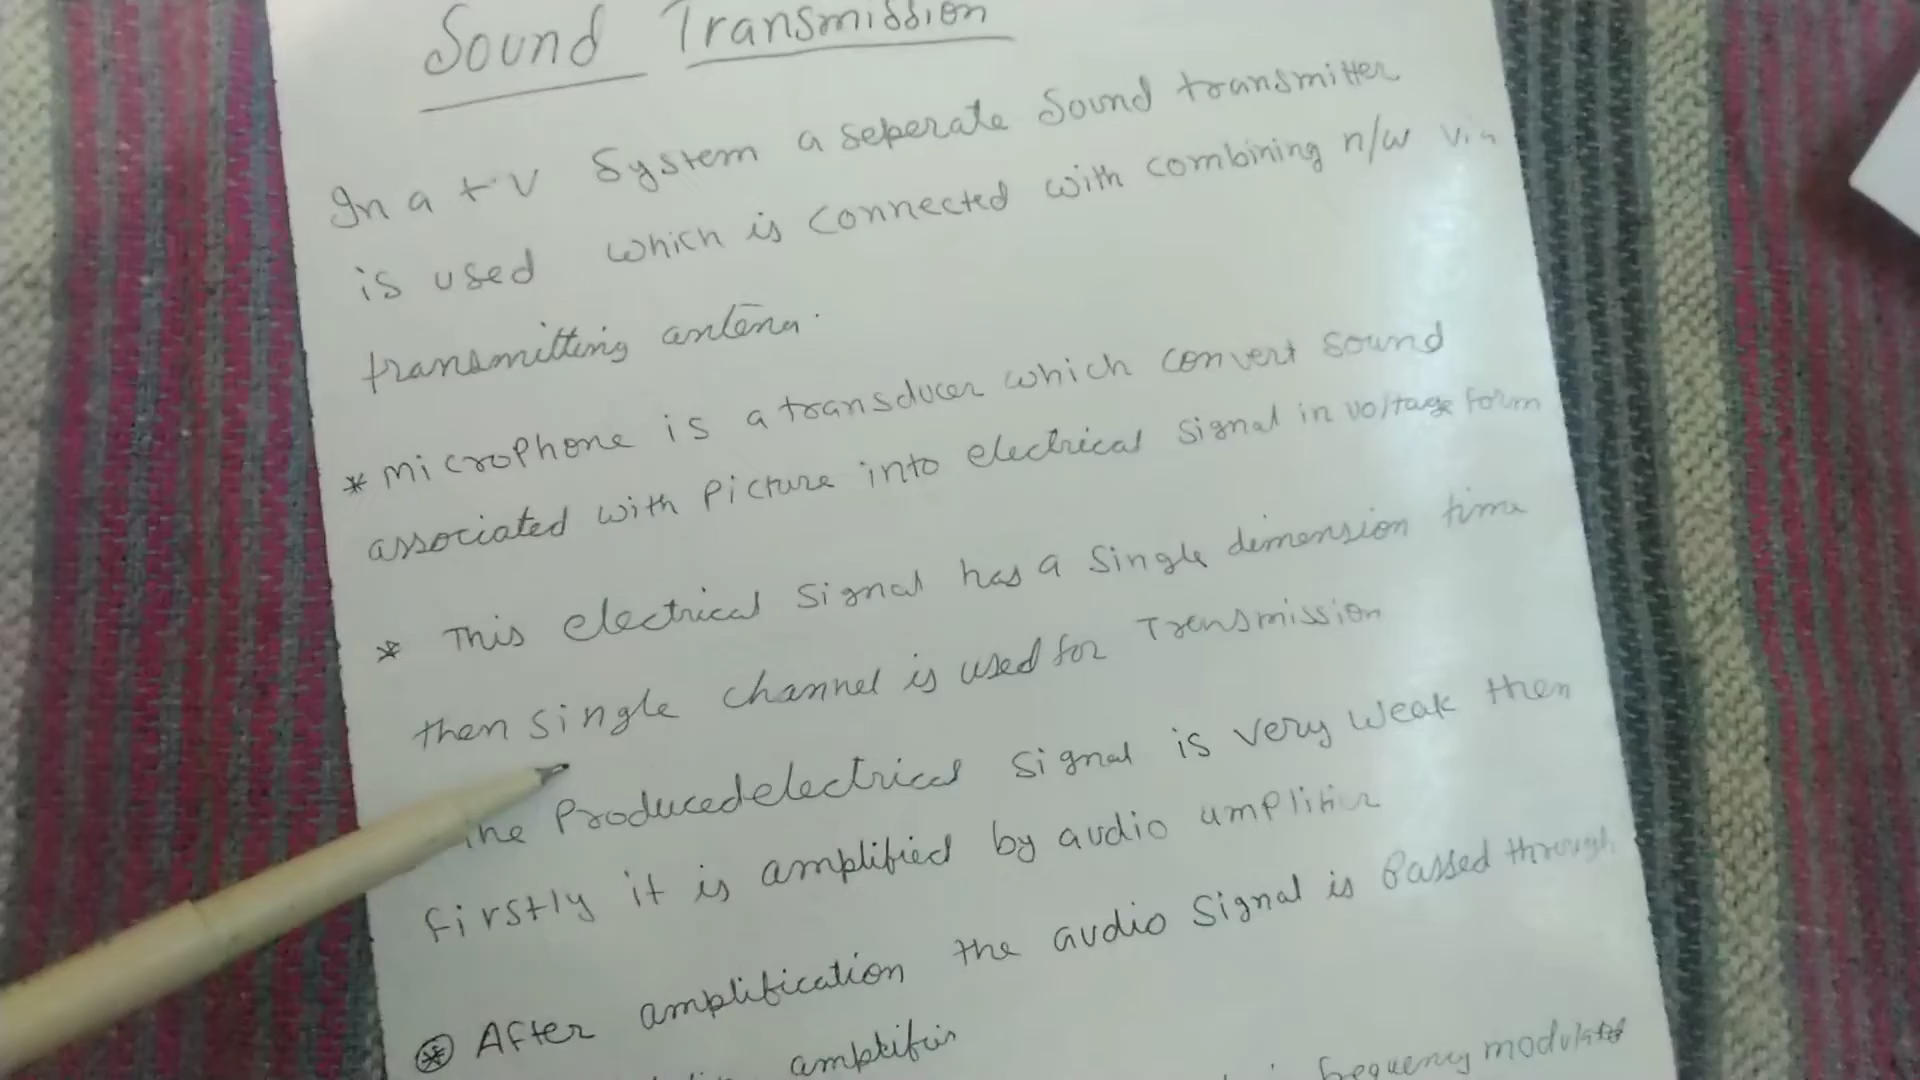 Sound Transmission
In a t.v System a seperate Sound transmitter
is used which is connected with combining n/w via
transmitting antena.
* microphone is a transducer which convert sound
associated with picture into electrical signal in voltage form
* This electrical signal has a single dimension time
then single channel is used for Transmission
The Produced electrical signal is very weak then
firstly it is amplified by audio amplifier
* After amplification the audio signal is Passed through
amplifier
frequency modulated